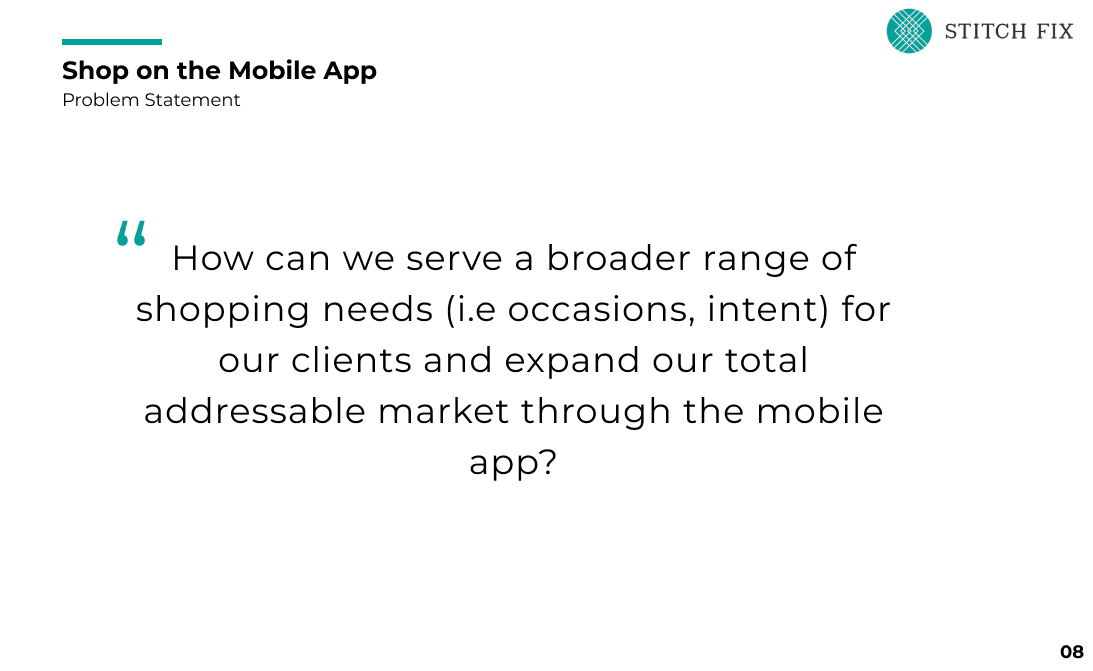 STITCH FIX
Shop on the Mobile App
Problem Statement
“
How can we serve a broader range of
shopping needs (i.e occasions, intent) for
our clients and expand our total
addressable market through the mobile
app?
08